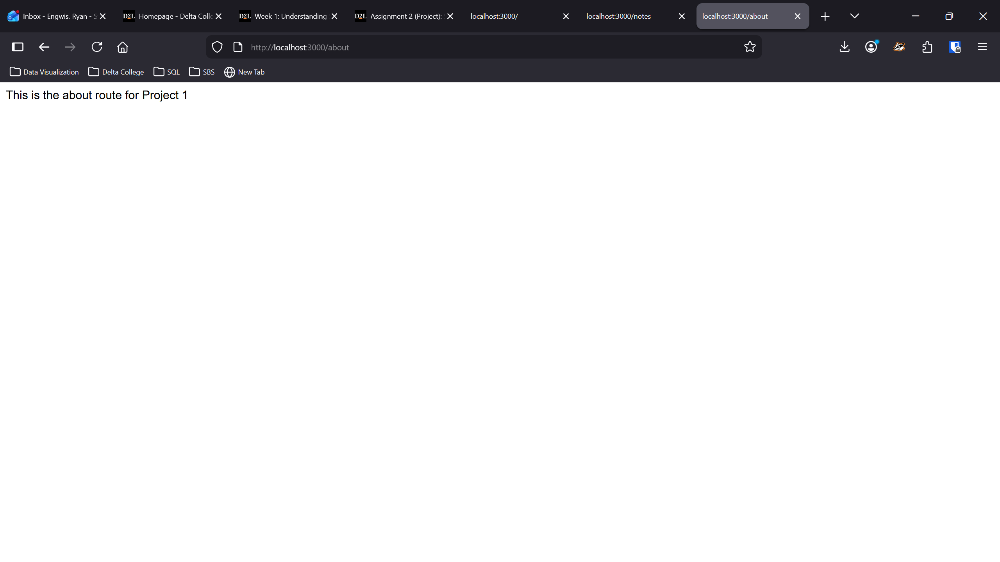 Inbox - Engwis, Ryan - S
D2L Homepage - Delta Colle
D2L Week 1: Understanding
D2L Assignment 2 (Project):
localhost:3000/
localhost:3000/notes
localhost:3000/about
http://localhost:3000/about
Data Visualization
Delta College
SQL
SBS
New Tab
This is the about route for Project 1